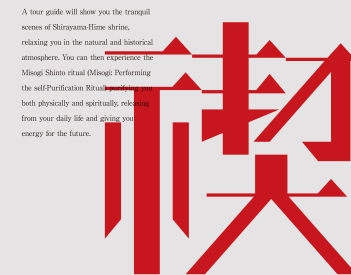 A tour guide will show you the tranquil
scenes of Shirayama-Hime shrine,
relaxing you in the natural and historical
atmosphere. You can then experience the
Misogi Shinto ritual (Misogi: Performing
the self-Purification Ritual) purifying you
both physically and spiritually, releasing
from your daily life and giving you
energy for the future.